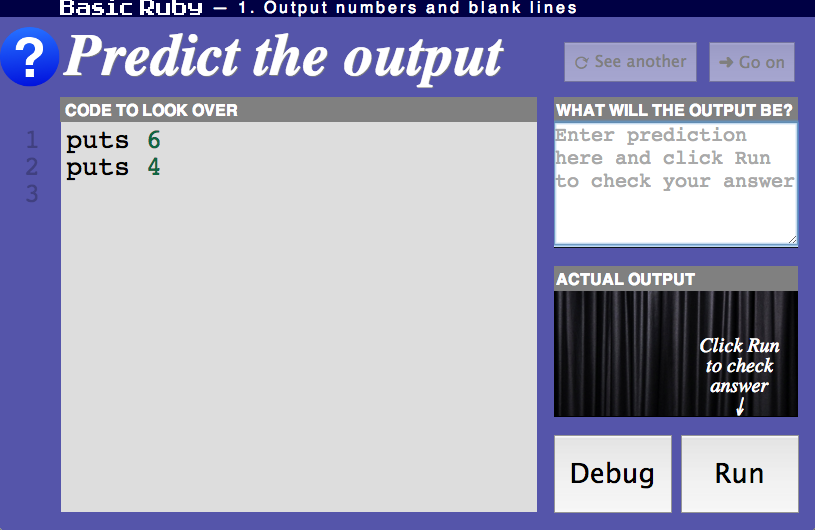 Basic Ruby — 1. Output numbers and blank lines
? Predict the output
See another
➜ Go on
CODE TO LOOK OVER
1 puts 6
2 puts 4
3
WHAT WILL THE OUTPUT BE?
Enter prediction
here and click Run
to check your answer
ACTUAL OUTPUT
Click Run
to check
answer
↓
Debug
Run